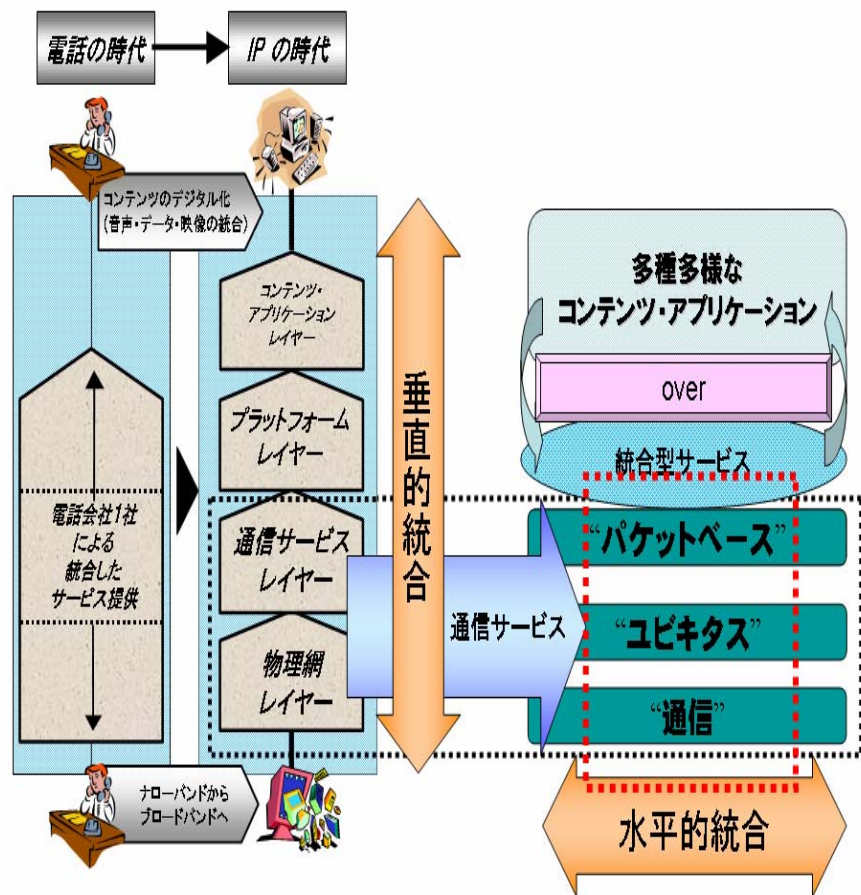 電話の時代
IP の時代
コンテンツのデジタル化
(音声・データ・映像の統合)
コンテンツ・
アプリケーション
レイヤー
プラットフォーム
レイヤー
通信サービス
レイヤー
物理網
レイヤー
電話会社1社
による
統合した
サービス提供
ナローバンドから
ブロードバンドへ
垂直的統合
通信サービス
多種多様な
コンテンツ・アプリケーション
over
統合型サービス
“パケットベース”
“ユビキタス”
“通信”
水平的統合